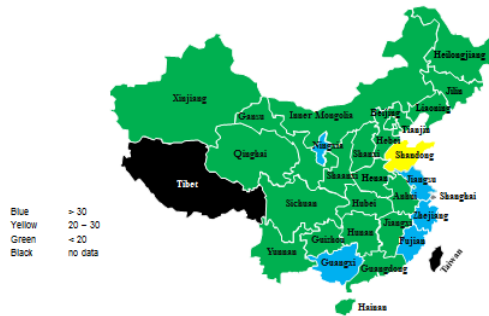 Heilongjiang
Jilin
Xinjiang
Liaoning
Gansu
Inner Mongolia
Beijing
Tianjin
Hebei
Ningxia
Qinghai
Shanxi
Shandong
Shaanxi
Henan
Tibet
Jiangsu
Anhui
Shanghai
Sichuan
Hubei
Zhejiang
Blue > 30
Yellow 20 – 30
Green < 20
Black no data
Jiangxi
Hunan
Guizhou
Fujian
Yunnan
Guangxi
Guangdong
Taiwan
Hainan